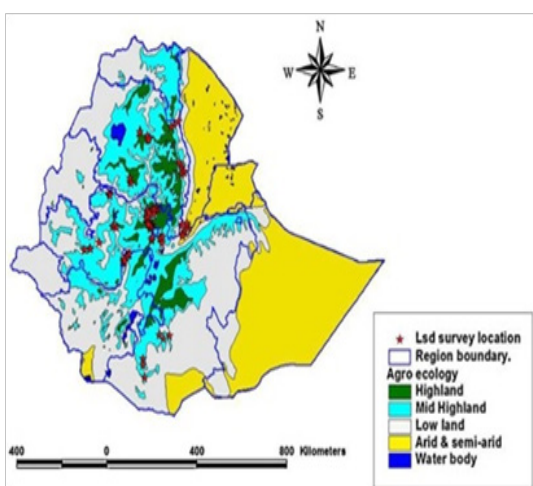 N
W E
S
Lsd survey location
Region boundary.
Agro ecology
Highland
Mid Highland
Low land
Arid & semi-arid
Water body
400 0 400 800 Kilometers